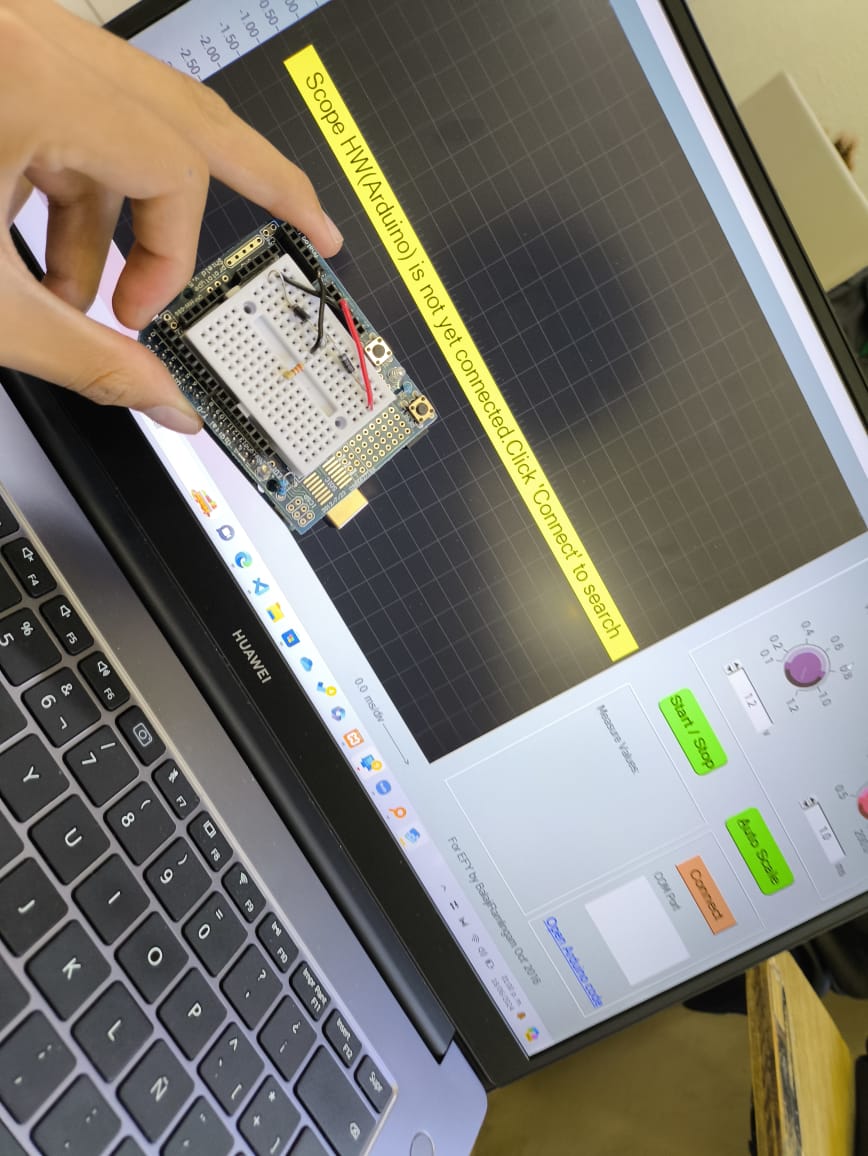 0.6
0.8
0.4
1.0
0.2
1.2
0.1
1.2
0.5
1.0
ms
Auto Scale
Start / Stop
Connect
COM Port
Measure Values:
Open Arduino code
For EFY by BalajiRamlingam Oct' 2016
Scope HW(Arduino) is not yet connected.Click 'Connect' to search
0.50
-1.00
-1.50
-2.00
-2.50
0.0 ms/div
HUAWEI
Supr
Insert
F12
Impr Pant
F11
F10
F9
F8
F7
F6
F5
F4
?
=
0
)
9
(
8
/
7
&
6
%
5
P
O
I
U
Y
Ñ
L
K
J